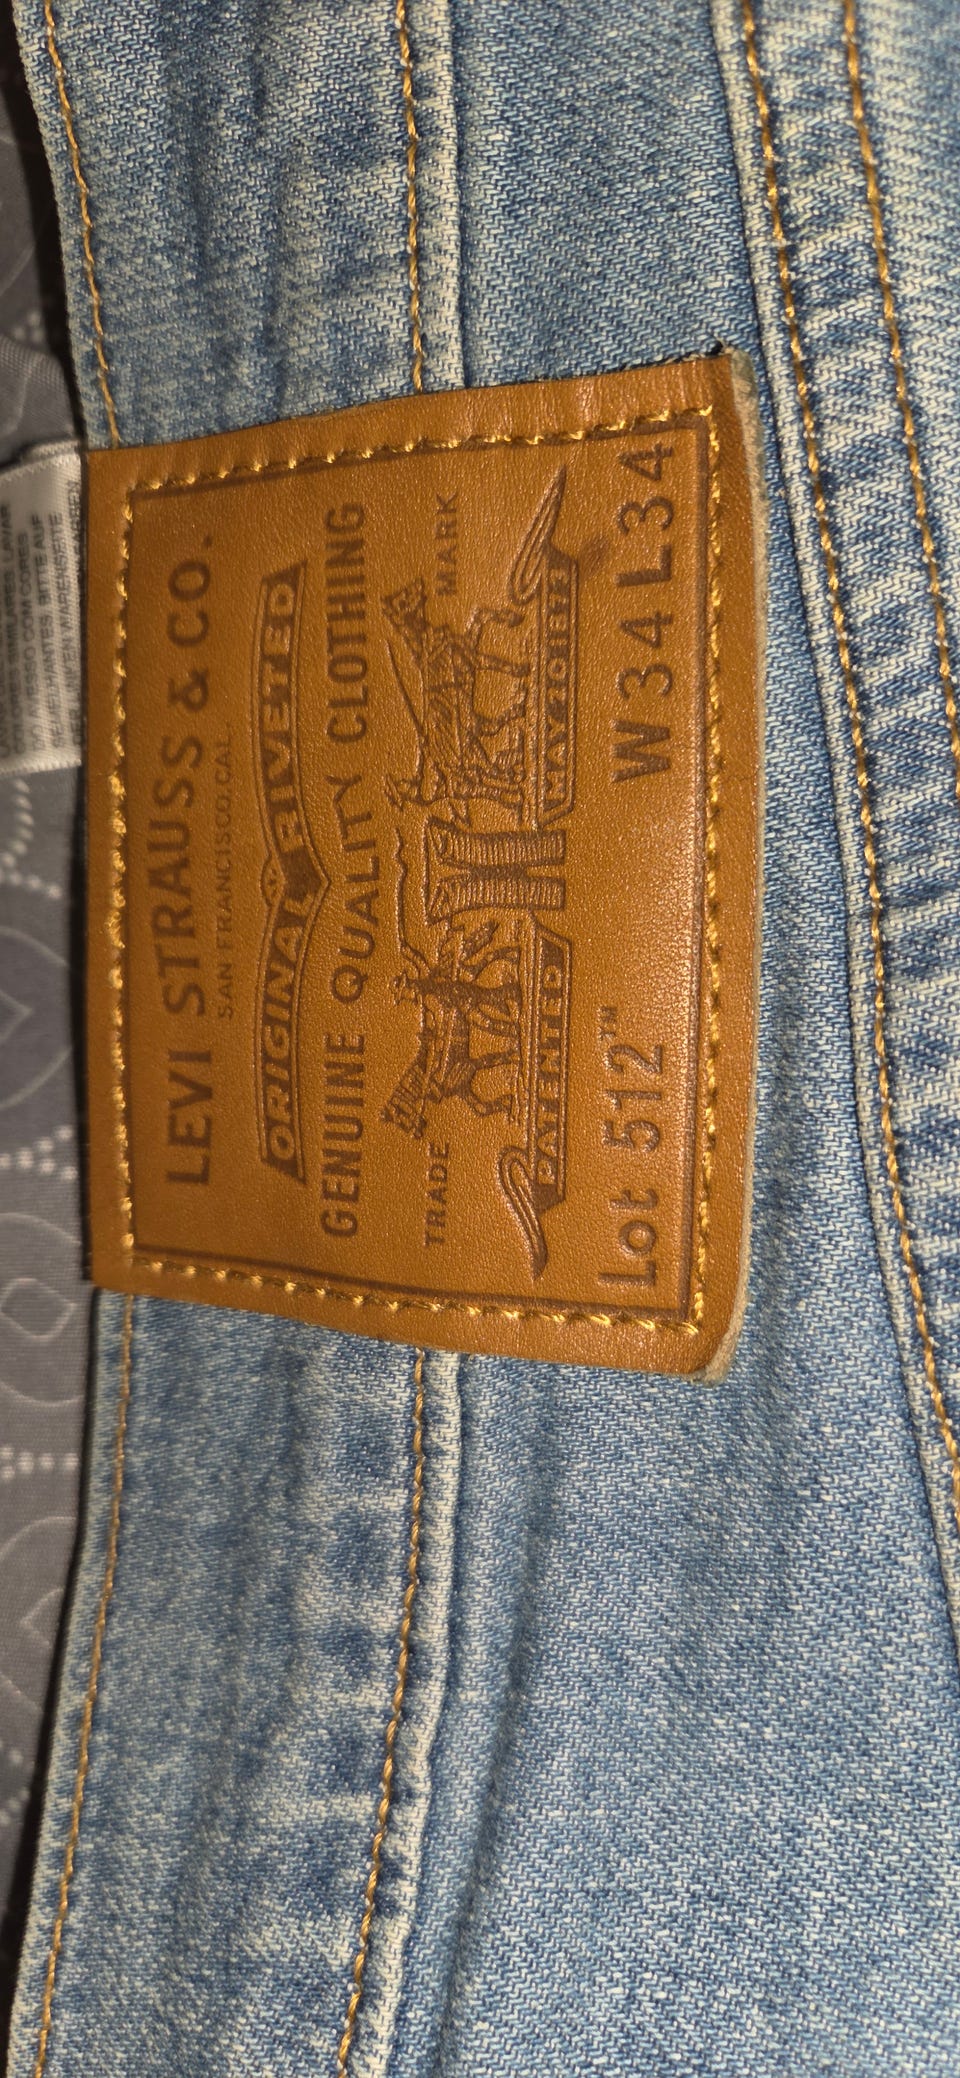 LEVI STRAUSS & CO.
SAN FRANCISCO, CAL.
ORIGINAL RIVETED
GENUINE QUALITY CLOTHING
TRADE MARK
PATENTED MAY 20 1873
Lot 512™ W34 L34